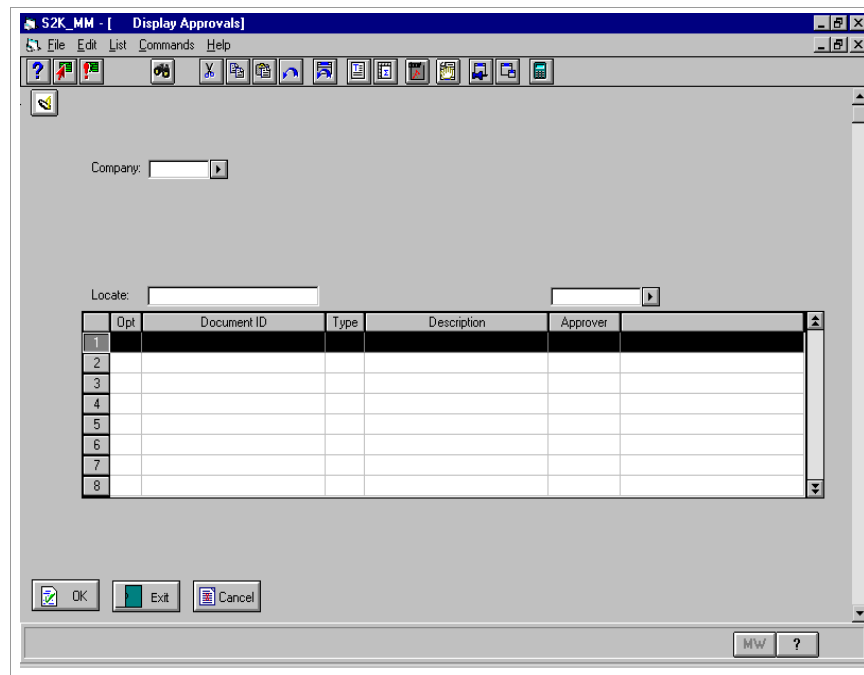 S2K_MM - [ Display Approvals]
File Edit List Commands Help
Company:
Locate:
Opt Document ID Type Description Approver
1
2
3
4
5
6
7
8
OK Exit Cancel
MW ?